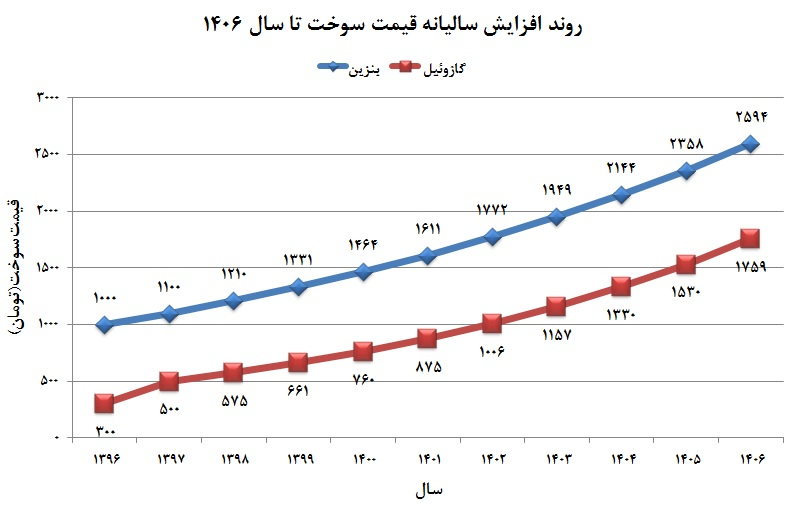 روند افزایش سالیانه قیمت سوخت تا سال ۱۴۰۶
بنزین گازوئیل
قیمت سوخت(تومان)
۳۰۰۰
۲۵۰۰
۲۰۰۰
۱۵۰۰
۱۰۰۰
۵۰۰
۰
۱۰۰۰ ۱۱۰۰ ۱۲۱۰ ۱۳۳۱ ۱۴۶۴ ۱۶۱۱ ۱۷۷۲ ۱۹۴۹ ۲۱۴۴ ۲۳۵۸ ۲۵۹۴
۳۰۰ ۵۰۰ ۵۷۵ ۶۶۱ ۷۶۰ ۸۷۵ ۱۰۰۶ ۱۱۵۷ ۱۳۳۰ ۱۵۳۰ ۱۷۵۹
۱۳۹۶ ۱۳۹۷ ۱۳۹۸ ۱۳۹۹ ۱۴۰۰ ۱۴۰۱ ۱۴۰۲ ۱۴۰۳ ۱۴۰۴ ۱۴۰۵ ۱۴۰۶
سال